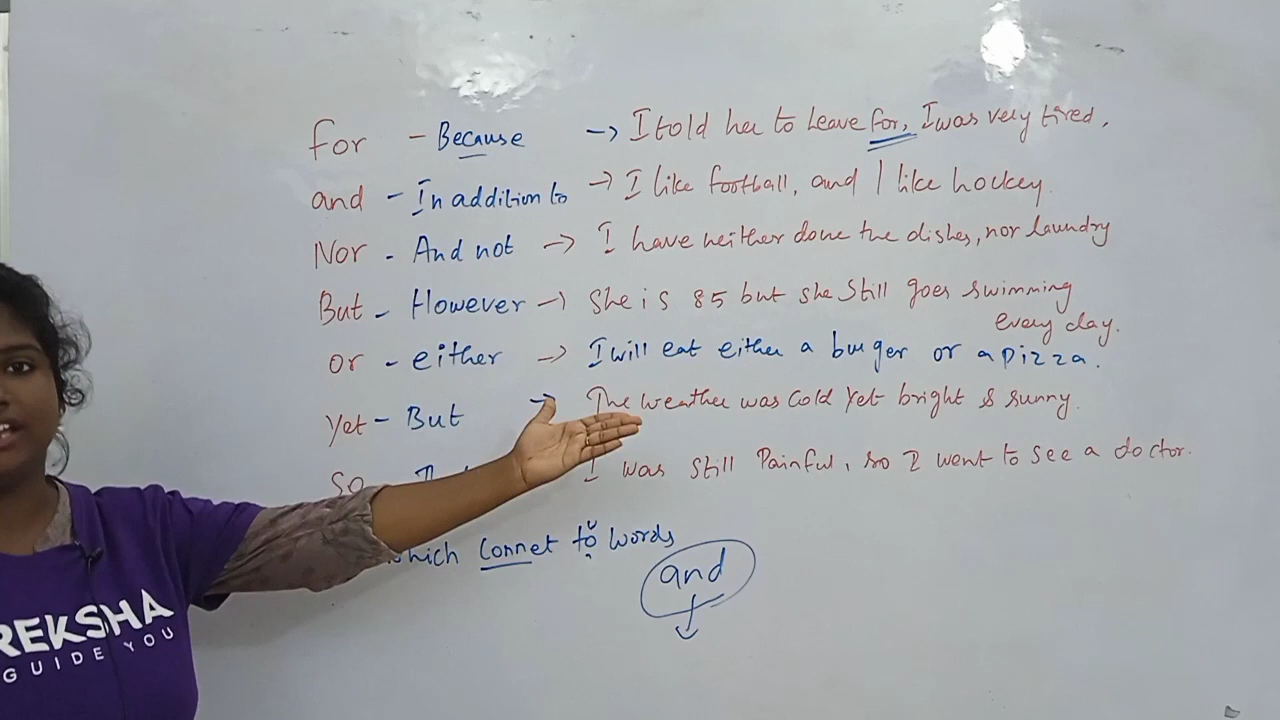 for - Because -> I told her to leave for, I was very tired.
and - In addition to -> I like football, and I like hockey.
Nor - And not -> I have neither done the dishes, nor laundry
But - However -> She is 85 but she still goes swimming
every day.
or - either -> I will eat either a burger or a pizza.
Yet - But -> The weather was cold yet bright & sunny.
So - I was still Painful, so I went to see a doctor.
which Connet to words
and
REKSHA
GUIDE YOU